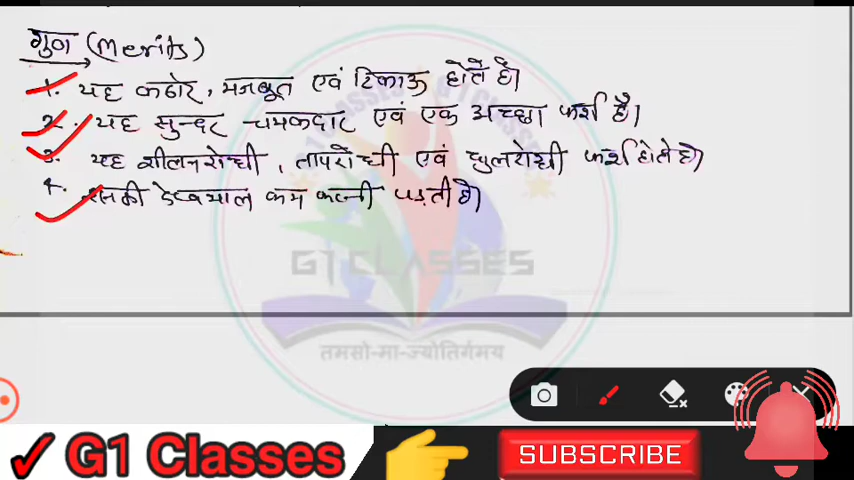 गुण (Merits)
1. यह कठोर, मजबूत एवं टिकाऊ होते है।
2. यह सुन्दर चमकदार एवं एक अच्छा फर्श है।
3. यह सीलनरोधी, तापरोधी एवं धुलरोधी फर्श होते है।
4. इसकी देखभाल कम करनी पड़ती है।
G1 CLASSES
तमसो-मा-ज्योतिर्गमय
G1 Classes
SUBSCRIBE